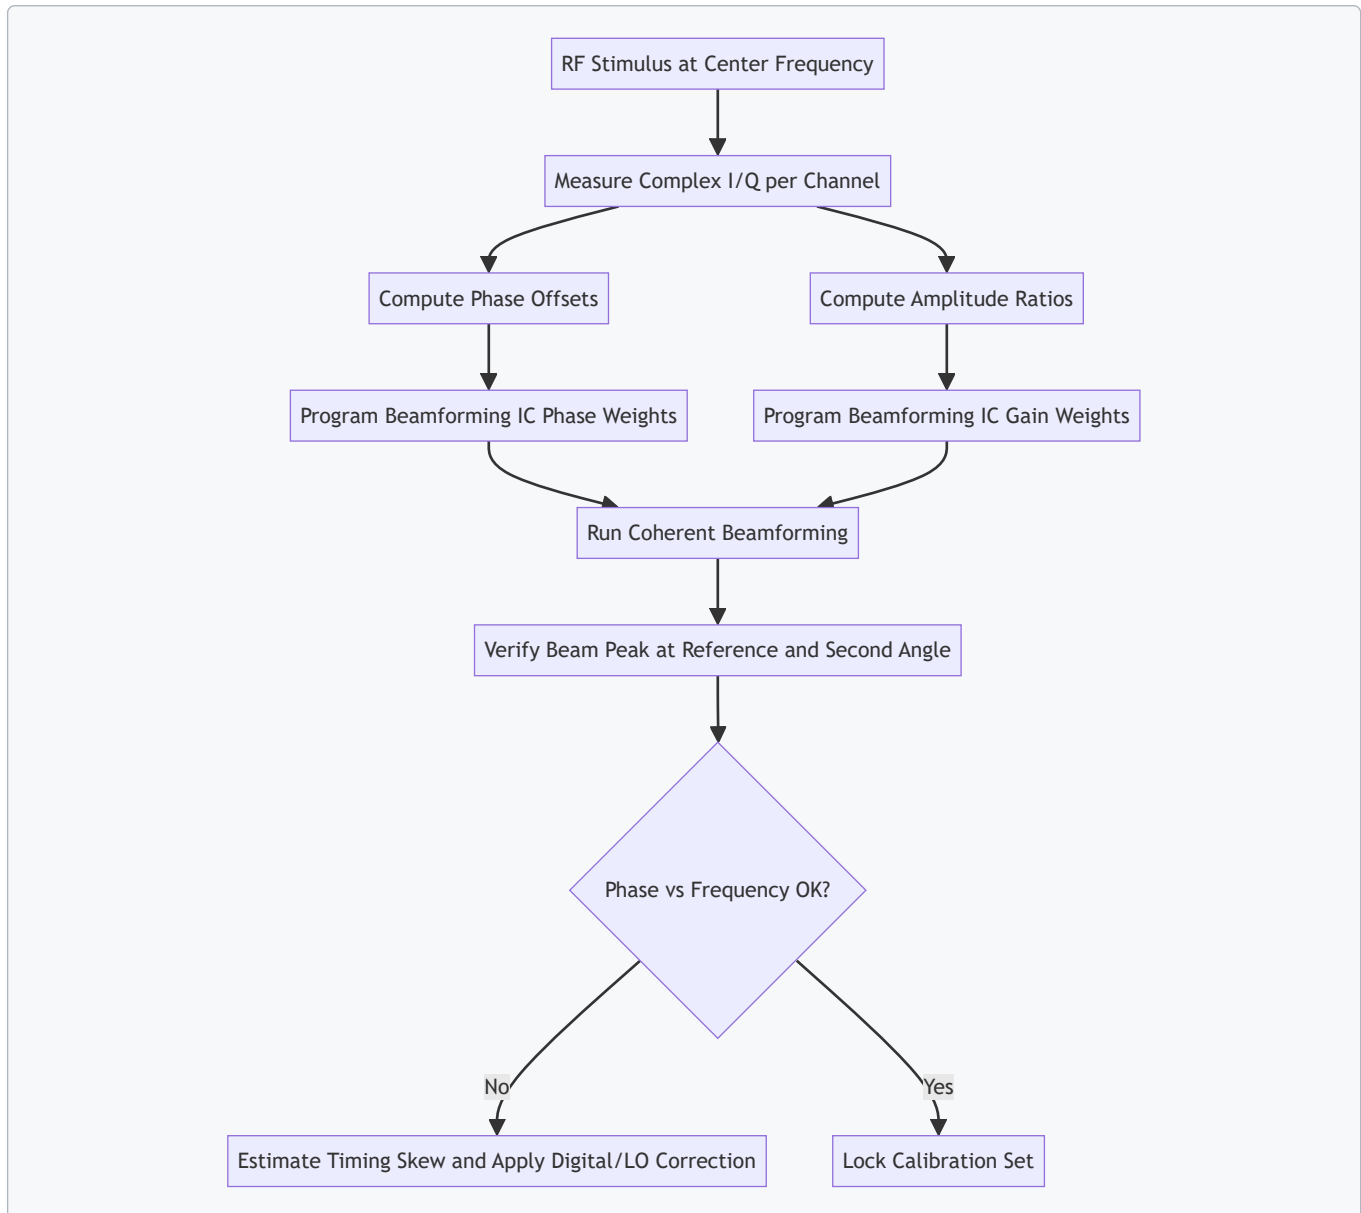 RF Stimulus at Center Frequency
Measure Complex I/Q per Channel
Compute Phase Offsets
Compute Amplitude Ratios
Program Beamforming IC Phase Weights
Program Beamforming IC Gain Weights
Run Coherent Beamforming
Verify Beam Peak at Reference and Second Angle
Phase vs Frequency OK?
No
Yes
Estimate Timing Skew and Apply Digital/LO Correction
Lock Calibration Set